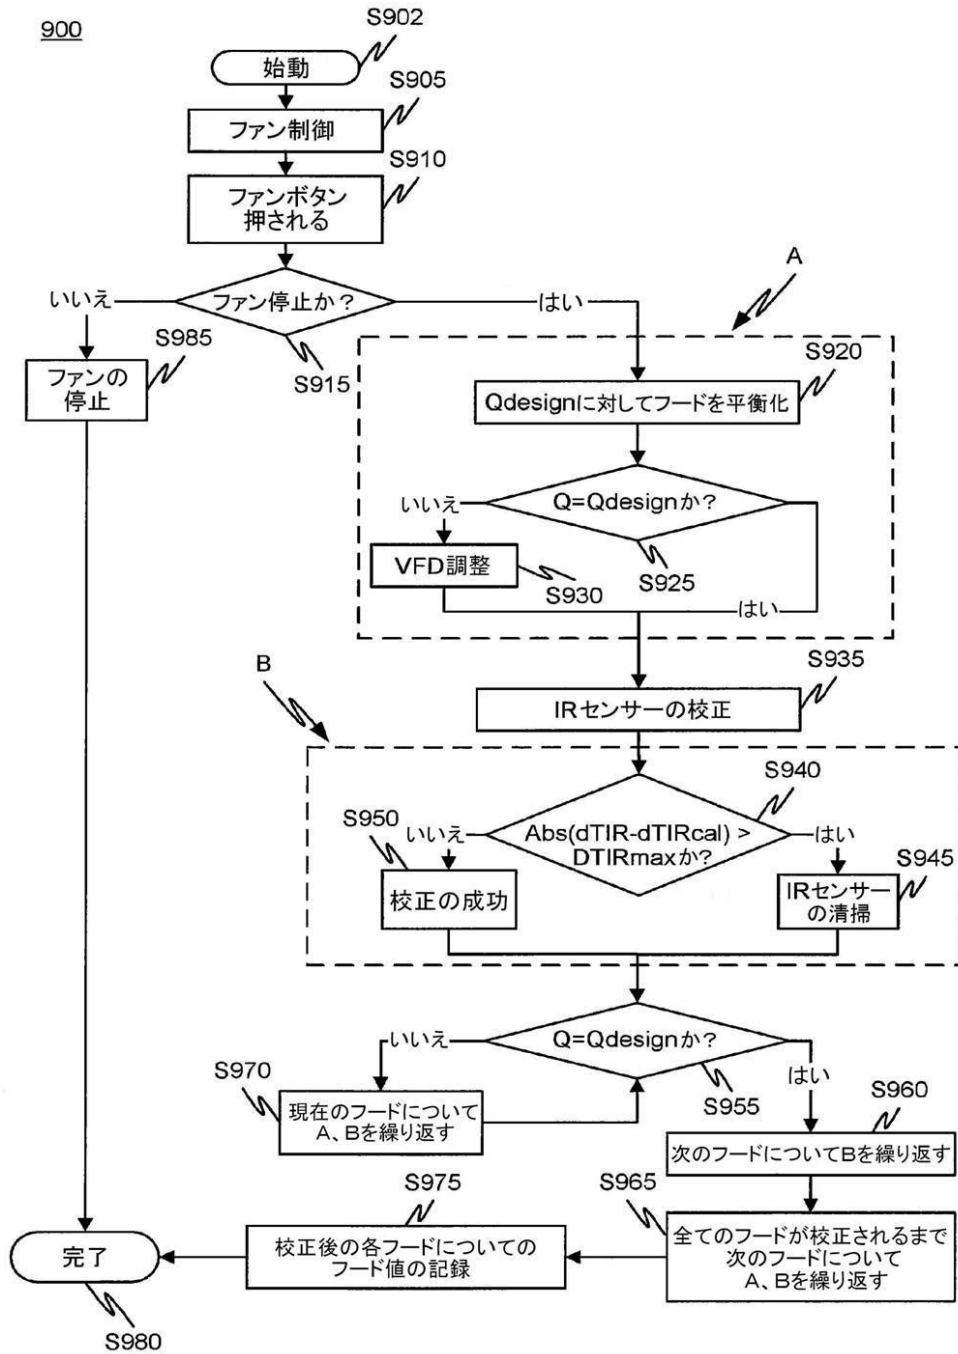 900
S902
始動
S905
ファン制御
S910
ファンボタン
押される
A
いいえ
ファン停止か？
はい
S985
S915
ファンの
停止
S920
Qdesignに対してフードを平衡化
いいえ
Q=Qdesignか？
VFD調整
S930
S925
はい
B
S935
IRセンサーの校正
S940
S950
いいえ
Abs(dTIR-dTIRcal) >
DTIRmaxか？
はい
S945
校正の成功
IRセンサー
の清掃
いいえ
Q=Qdesignか？
はい
S970
S955
S960
現在のフードについて
A、Bを繰り返す
次のフードについてBを繰り返す
S975
S965
完了
校正後の各フードについての
フード値の記録
全てのフードが校正されるまで
次のフードについて
A、Bを繰り返す
S980